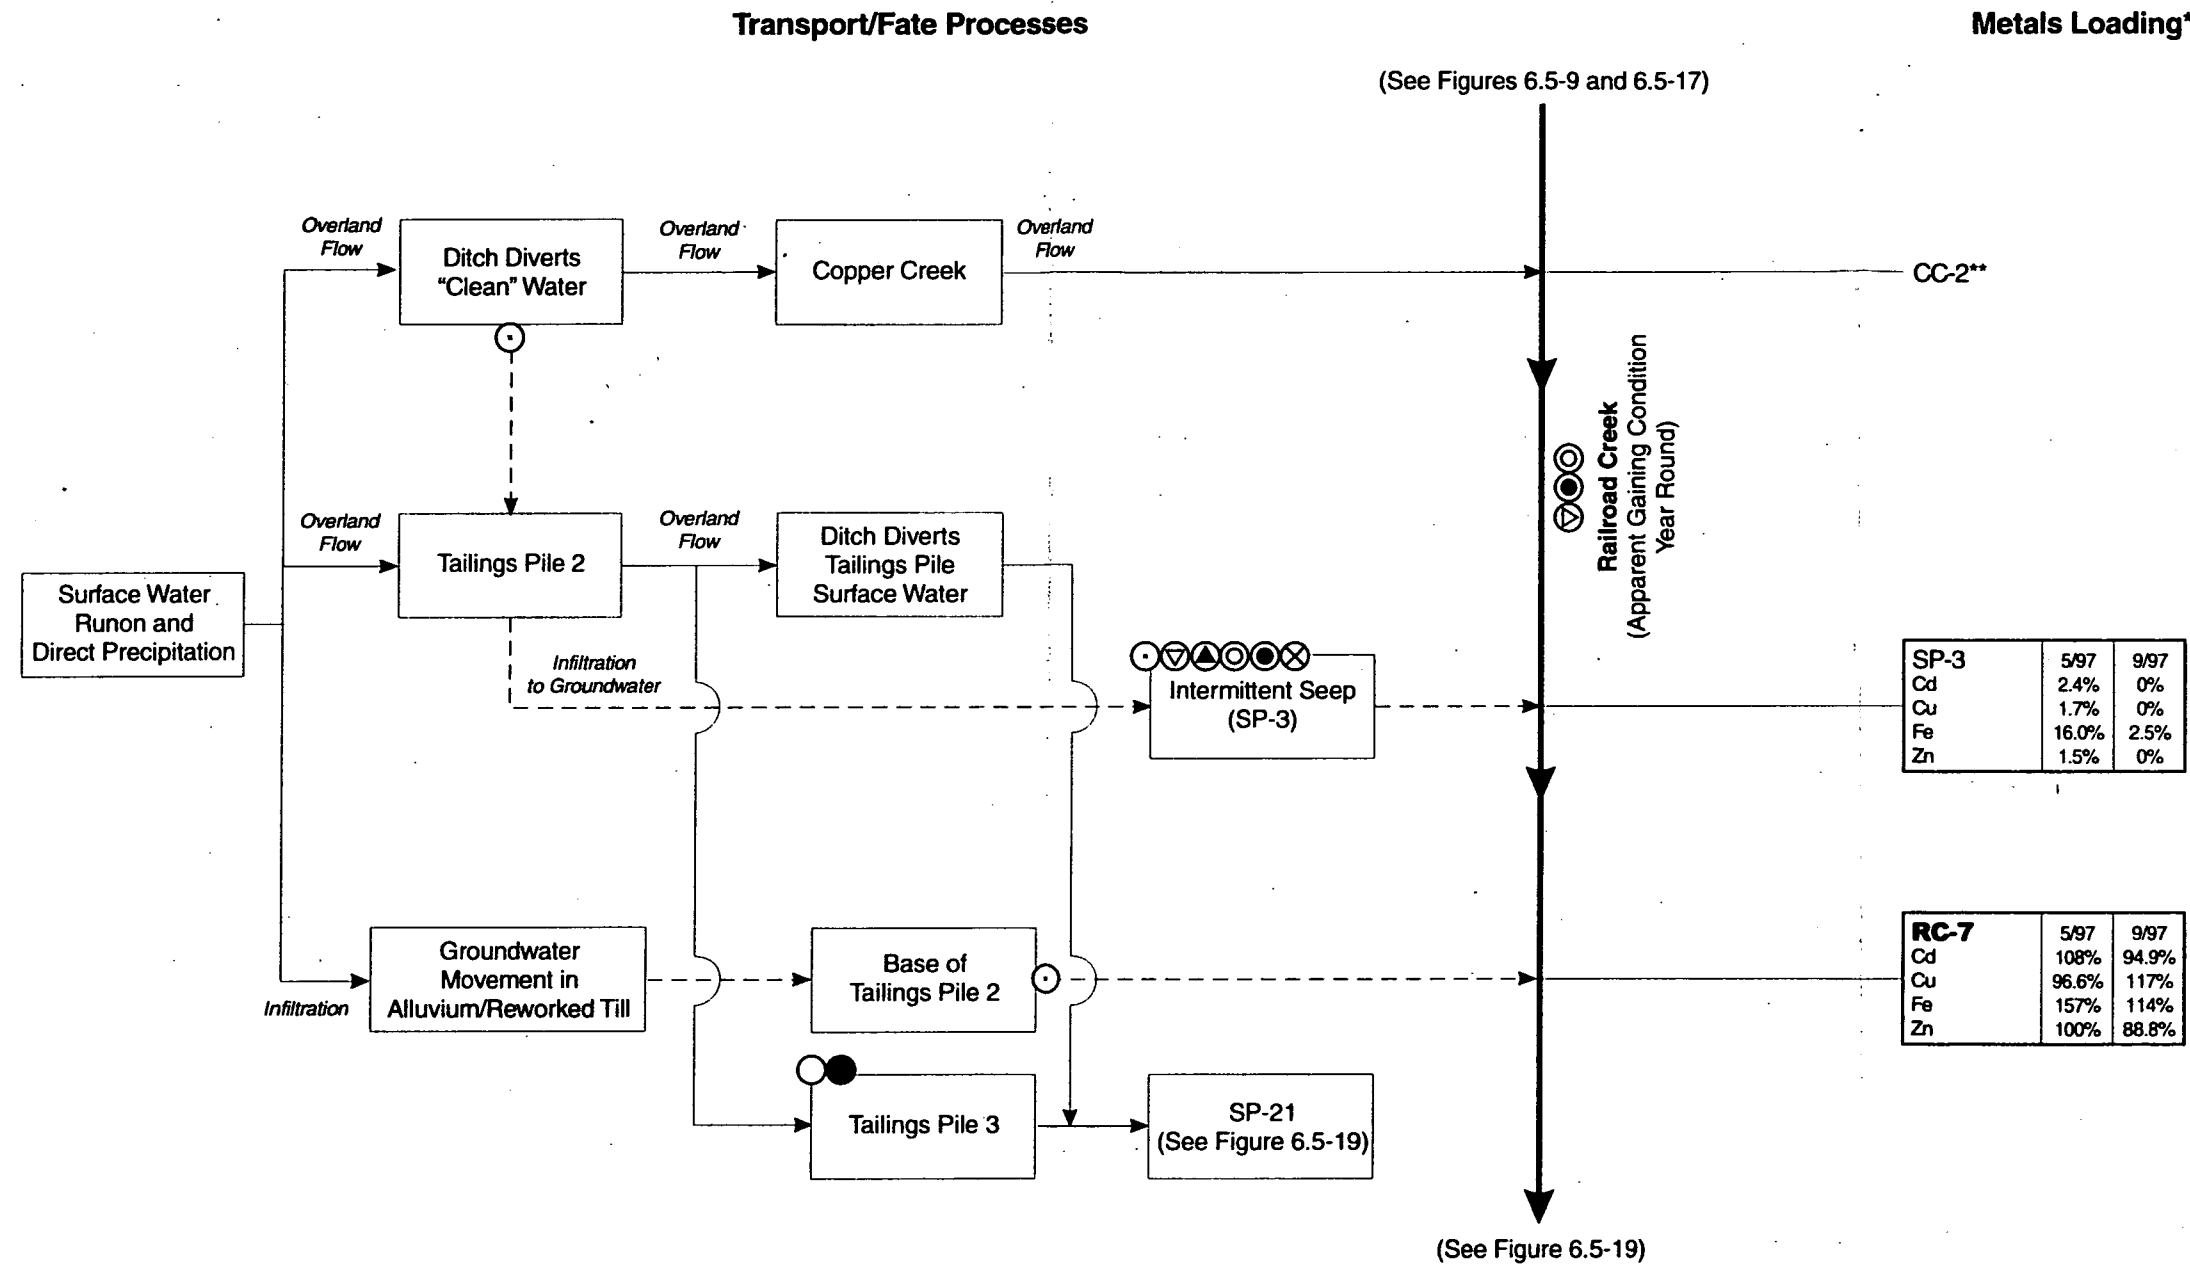 Transport/Fate Processes
Metals Loading*
(See Figures 6.5-9 and 6.5-17)
Overland
Flow
Ditch Diverts
“Clean” Water
Overland
Flow
Copper Creek
Overland
Flow
CC-2**
Railroad Creek
(Apparent Gaining Condition
Year Round)
Overland
Flow
Tailings Pile 2
Overland
Flow
Ditch Diverts
Tailings Pile
Surface Water
Surface Water
Runon and
Direct Precipitation
Infiltration
to Groundwater
Intermittent Seep
(SP-3)
SP-3 5/97 9/97
Cd 2.4% 0%
Cu 1.7% 0%
Fe 16.0% 2.5%
Zn 1.5% 0%
Infiltration
Groundwater
Movement in
Alluvium/Reworked Till
Base of
Tailings Pile 2
RC-7 5/97 9/97
Cd 108% 94.9%
Cu 96.6% 117%
Fe 157% 114%
Zn 100% 88.8%
Tailings Pile 3
SP-21
(See Figure 6.5-19)
(See Figure 6.5-19)